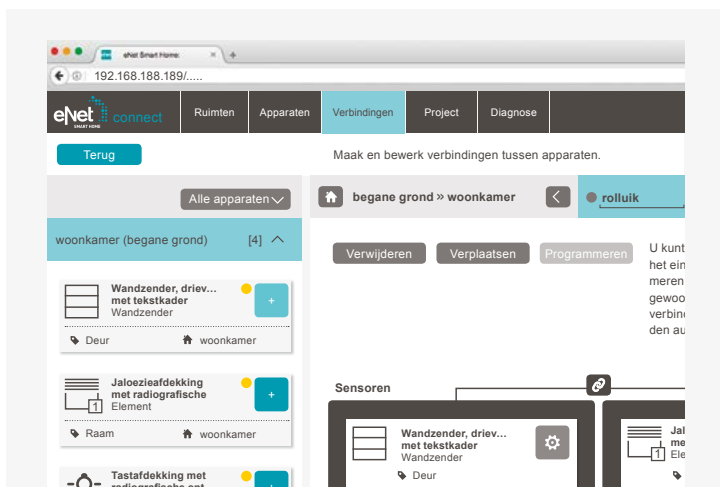 eNet Smart Home:
192.168.188.189/.....
eNet
SMART HOME
connect
Ruimten
Apparaten
Verbindingen
Project
Diagnose
Terug
Maak en bewerk verbindingen tussen apparaten.
Alle apparaten
begane grond » woonkamer
rolluik
woonkamer (begane grond) [4]
Verwijderen
Verplaatsen
Programmeren
U kunt
het ein
meren
gewoo
verbin
den au
Wandzender, driev...
met tekstkader
Wandzender
+
Deur
woonkamer
Jaloezieafdekking
met radiografische
Element
1
+
Raam
woonkamer
Tastafdekking met
radiografische ont
Sensoren
Wandzender, driev...
met tekstkader
Wandzender
Deur
Jal
me
Ele
1